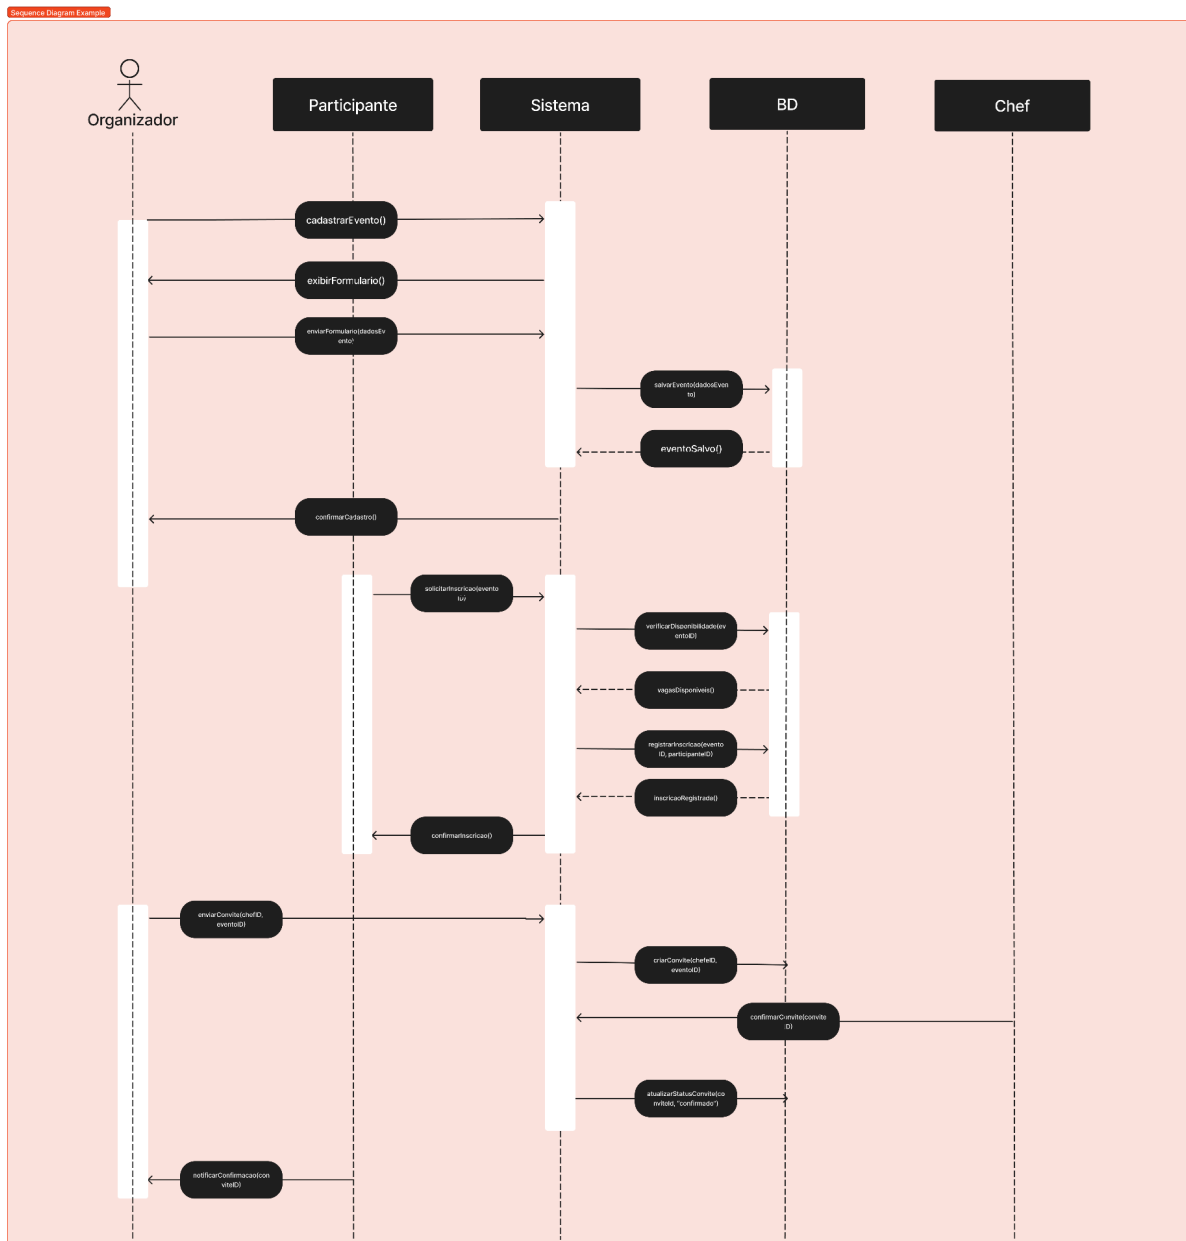 Sequence Diagram Example
Organizador
Participante
Sistema
BD
Chef
cadastrarEvento()
exibirFormulario()
enviarFormulario(dadosEv
ento)
salvarEvento(dadosEven
to)
eventoSalvo()
confirmarCadastro()
solicitarInscricao(evento
ID)
verificarDisponibilidade(ev
entoID)
vagasDisponiveis()
registrarInscricao(evento
ID, participanteID)
inscricaoRegistrada()
confirmarInscricao()
enviarConvite(chefID,
eventoID)
criarConvite(chefeID,
eventoID)
confirmarConvite(convite
ID)
atualizarStatusConvite(co
nviteId, "confirmado")
notificarConfirmacao(con
viteID)